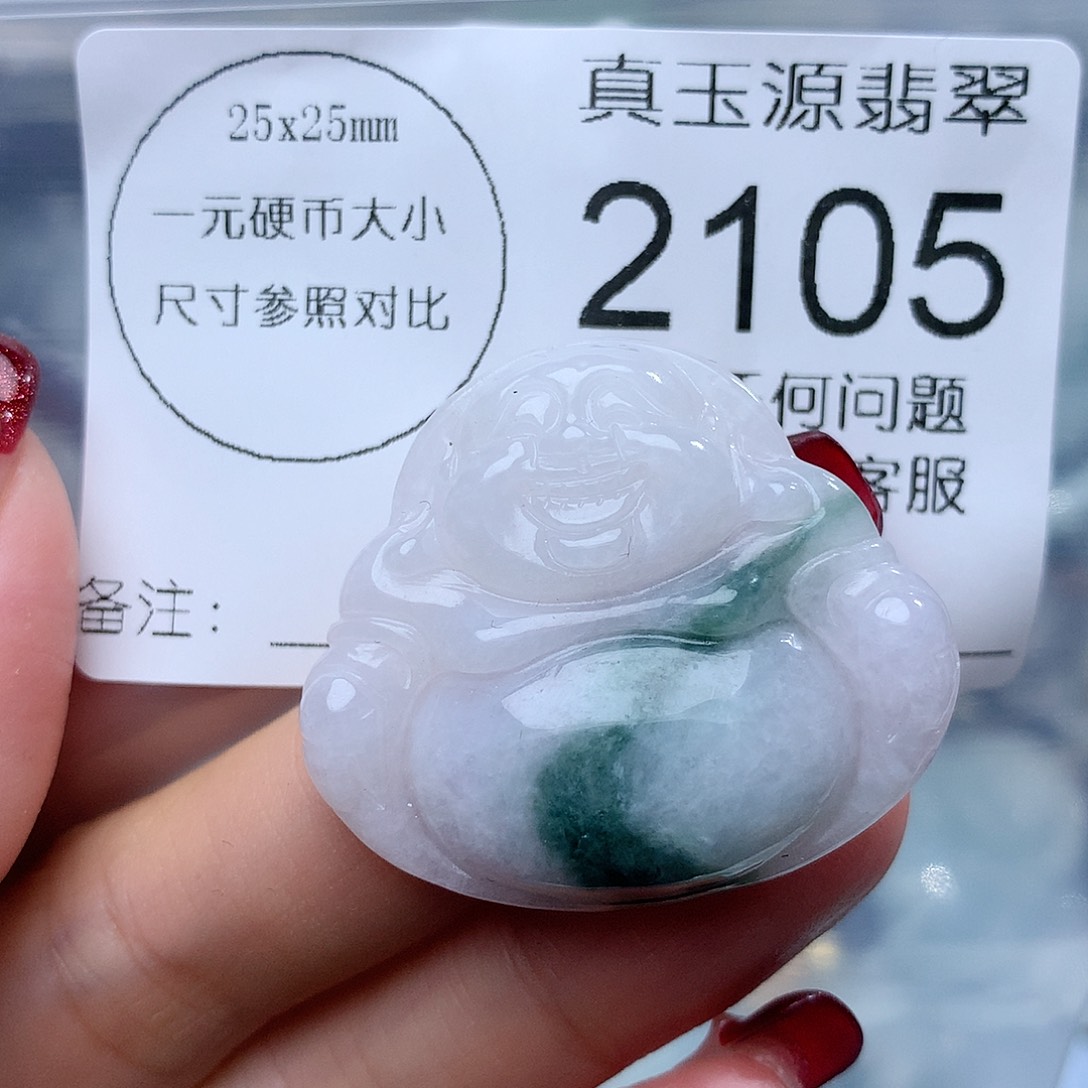 25x25mm
一元硬币大小
尺寸参照对比
真玉源翡翠
2105
何问题
客服
备注：